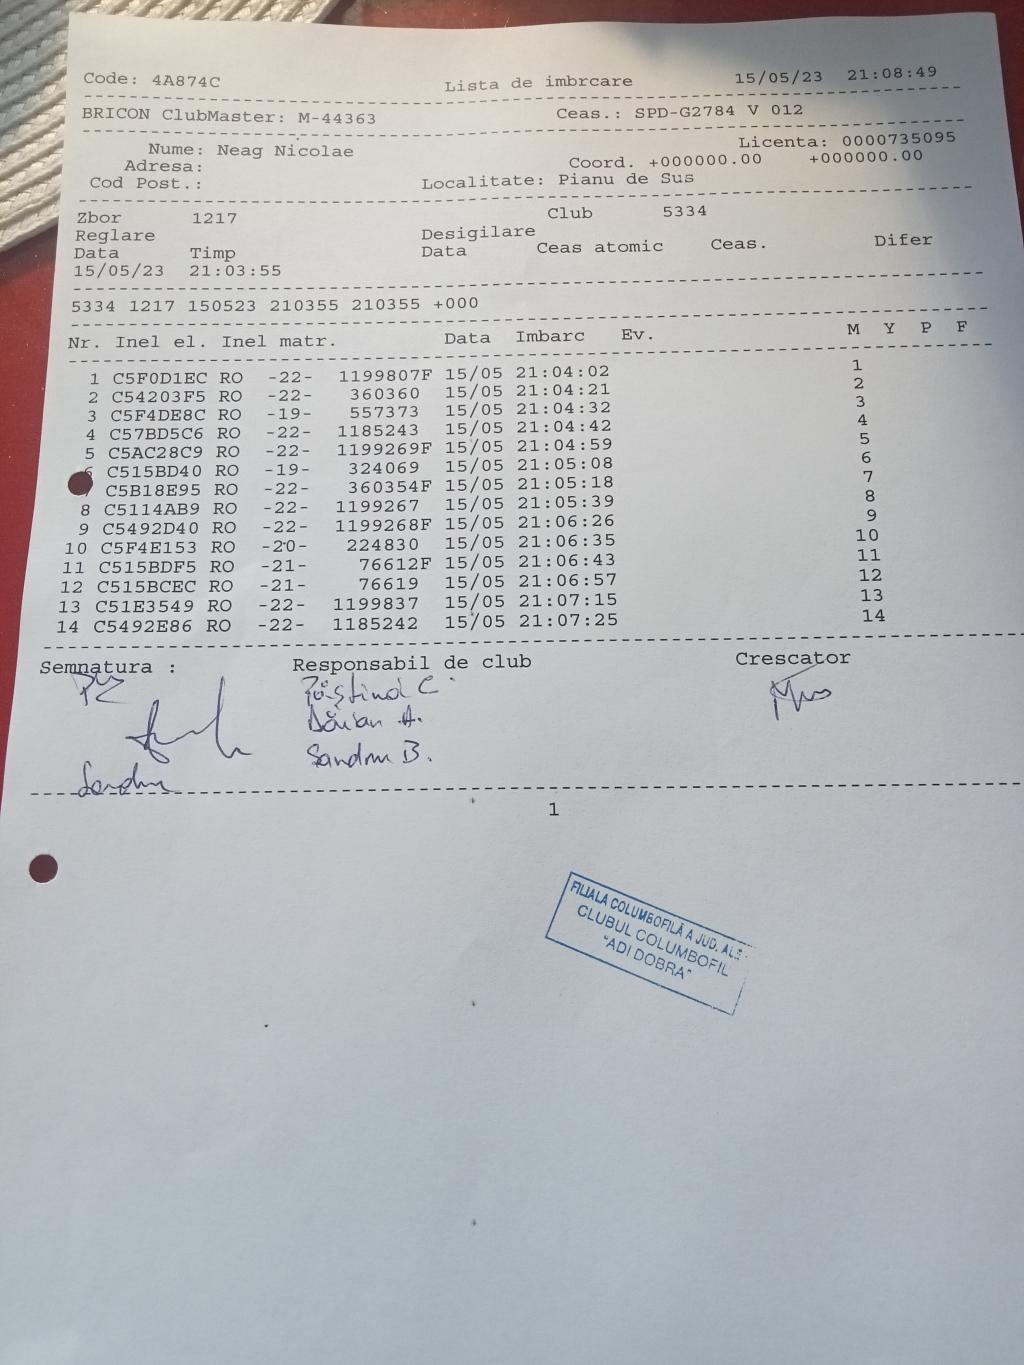 Code: 4A874C Lista de imbrcare 15/05/23 21:08:49
BRICON ClubMaster: M-44363 Ceas.: SPD-G2784 V 012
Nume: Neag Nicolae Licenta: 0000735095
Adresa: Coord. +000000.00 +000000.00
Cod Post.: Localitate: Pianu de Sus
Zbor 1217 Club 5334
Reglare Desigilare
Data Timp Data Ceas atomic Ceas. Difer
15/05/23 21:03:55
5334 1217 150523 210355 210355 +000
Nr. Inel el. Inel matr. Data Imbarc Ev. M Y P F
1 C5F0D1EC RO -22- 1199807F 15/05 21:04:02 1
2 C54203F5 RO -22- 360360 15/05 21:04:21 2
3 C5F4DE8C RO -19- 557373 15/05 21:04:32 3
4 C57BD5C6 RO -22- 1185243 15/05 21:04:42 4
5 C5AC28C9 RO -22- 1199269F 15/05 21:04:59 5
6 C515BD40 RO -19- 324069 15/05 21:05:08 6
7 C5B18E95 RO -22- 360354F 15/05 21:05:18 7
8 C5114AB9 RO -22- 1199267 15/05 21:05:39 8
9 C5492D40 RO -22- 1199268F 15/05 21:06:26 9
10 C5F4E153 RO -20- 224830 15/05 21:06:35 10
11 C515BDF5 RO -21- 76612F 15/05 21:06:43 11
12 C515BCEC RO -21- 76619 15/05 21:06:57 12
13 C51E3549 RO -22- 1199837 15/05 21:07:15 13
14 C5492E86 RO -22- 1185242 15/05 21:07:25 14
Semnatura : Responsabil de club Crescator
C.
A.
Sandru B.
1
FILIALA COLUMBOFILĂ A JUD.
CLUBUL COLUMBOFIL
"ADI DOBRA"